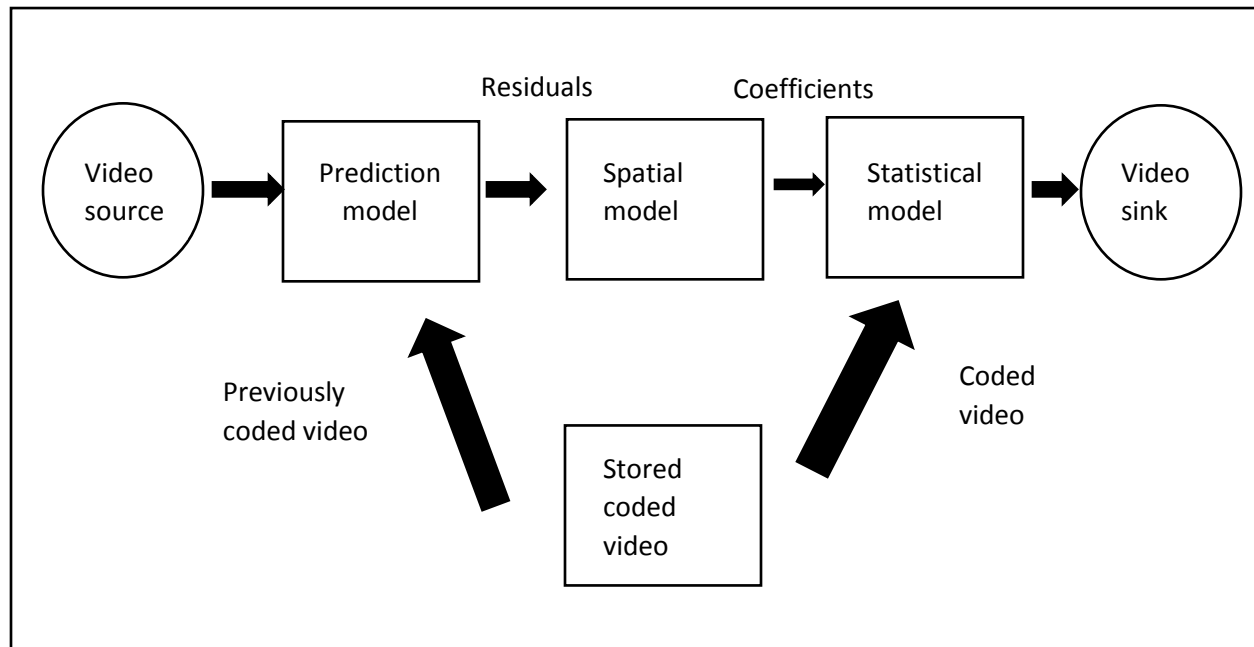 Residuals
Coefficients
Video
source
Prediction
model
Spatial
model
Statistical
model
Video
sink
Previously
coded video
Coded
video
Stored
coded
video